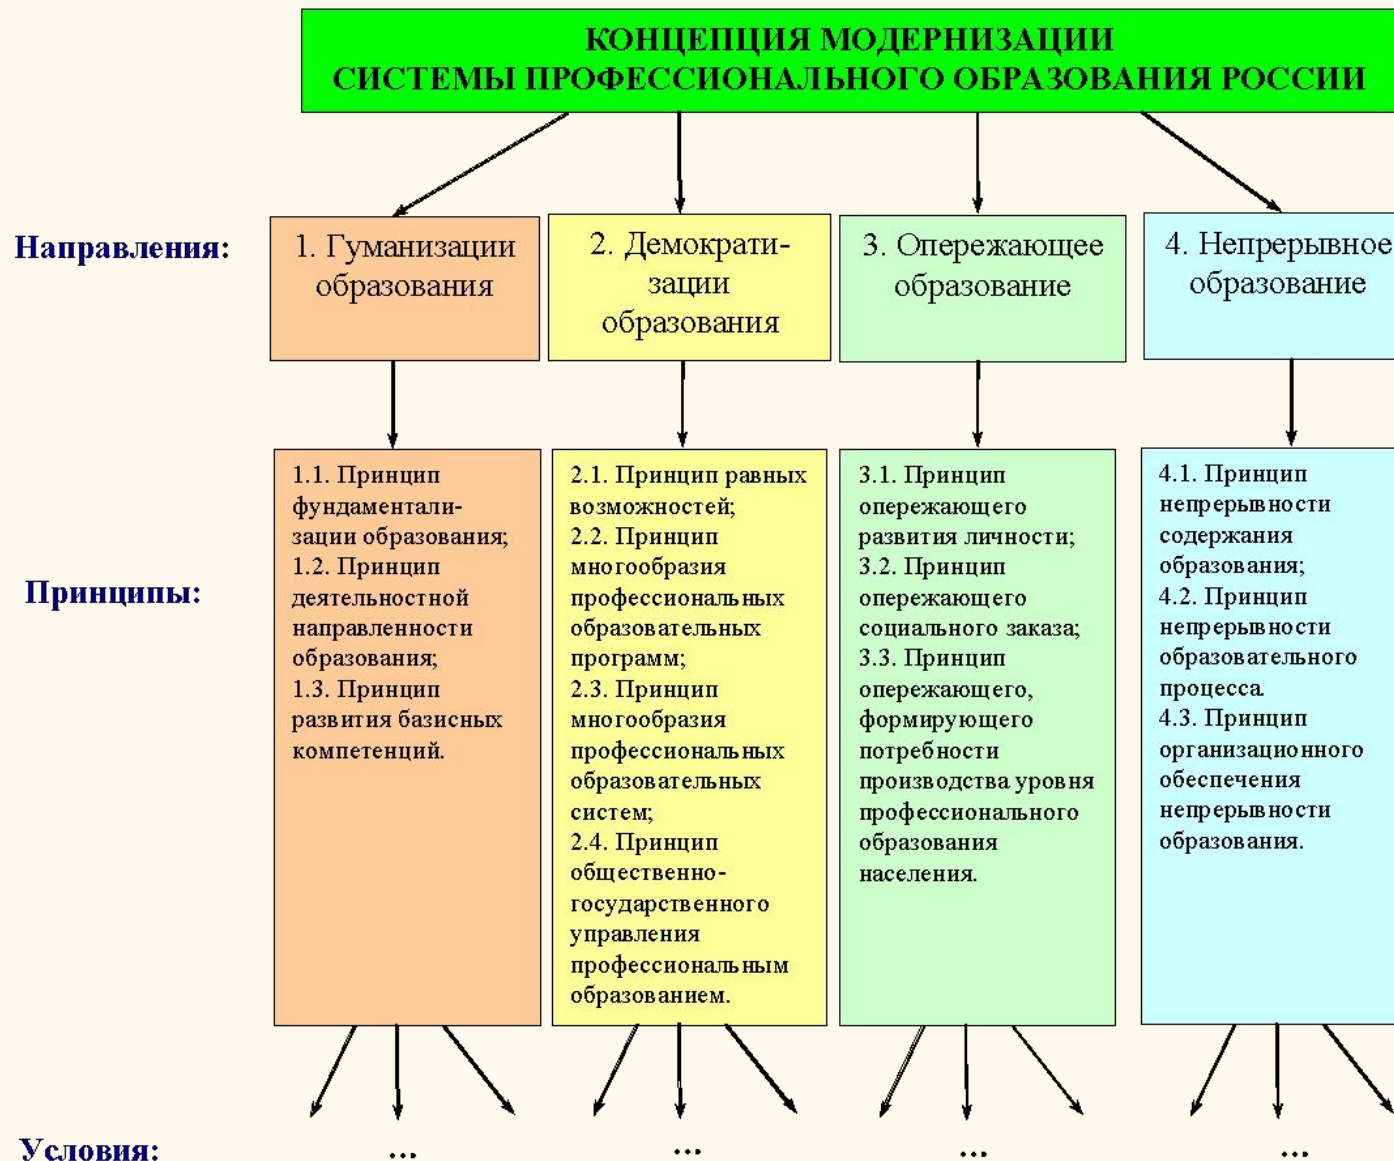 КОНЦЕПЦИЯ МОДЕРНИЗАЦИИ
СИСТЕМЫ ПРОФЕССИОНАЛЬНОГО ОБРАЗОВАНИЯ РОССИИ
Направления:
1. Гуманизации
образования
2. Демократи-
зации
образования
3. Опережающее
образование
4. Непрерывное
образование
Принципы:
1.1. Принцип
фундаментали-
зации образования;
1.2. Принцип
деятельностной
направленности
образования;
1.3. Принцип
развития базисных
компетенций.
2.1. Принцип равных
возможностей;
2.2. Принцип
многообразия
профессиональных
образовательных
программ;
2.3. Принцип
многообразия
профессиональных
образовательных
систем;
2.4. Принцип
общественно-
государственного
управления
профессиональным
образованием.
3.1. Принцип
опережающего
развития личности;
3.2. Принцип
опережающего
социального заказа;
3.3. Принцип
опережающего,
формирующего
потребности
производства уровня
профессионального
образования
населения.
4.1. Принцип
непрерывности
содержания
образования;
4.2. Принцип
непрерывности
образовательного
процесса.
4.3. Принцип
организационного
обеспечения
непрерывности
образования.
Условия:
...
...
...
...